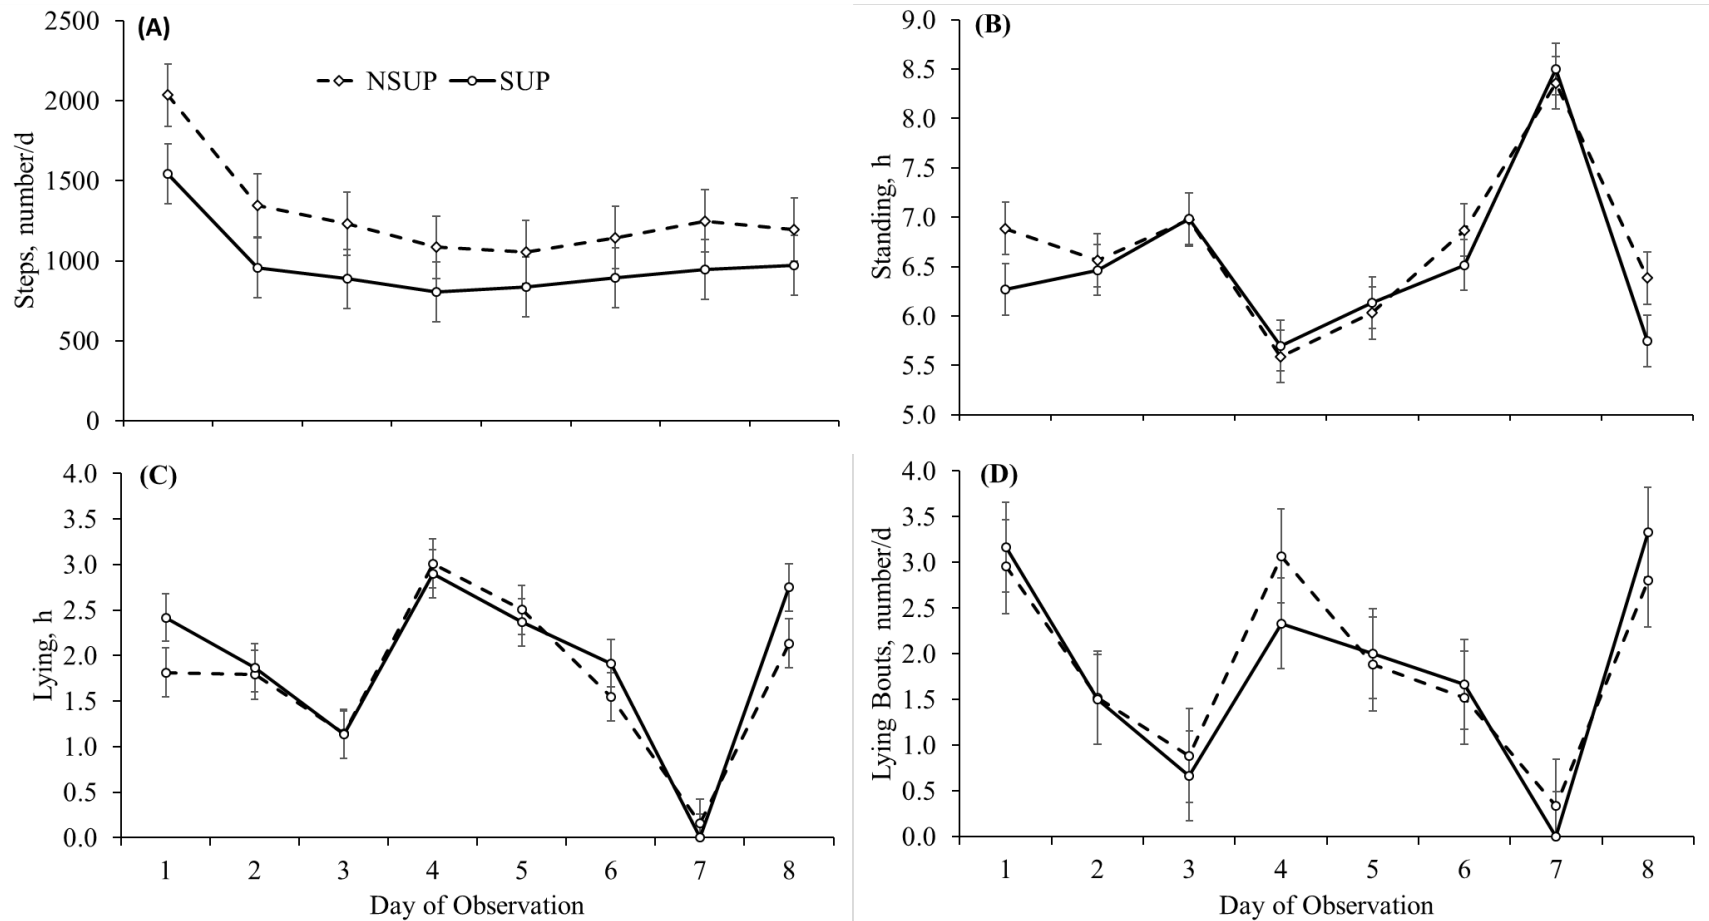 (A)
NSUP SUP
Steps, number/d
2500
2000
1500
1000
500
0
(B)
Standing, h
9.0
8.5
8.0
7.5
7.0
6.5
6.0
5.5
5.0
(C)
Lying, h
4.0
3.5
3.0
2.5
2.0
1.5
1.0
0.5
0.0
1 2 3 4 5 6 7 8
Day of Observation
(D)
Lying Bouts, number/d
4.0
3.5
3.0
2.5
2.0
1.5
1.0
0.5
0.0
1 2 3 4 5 6 7 8
Day of Observation